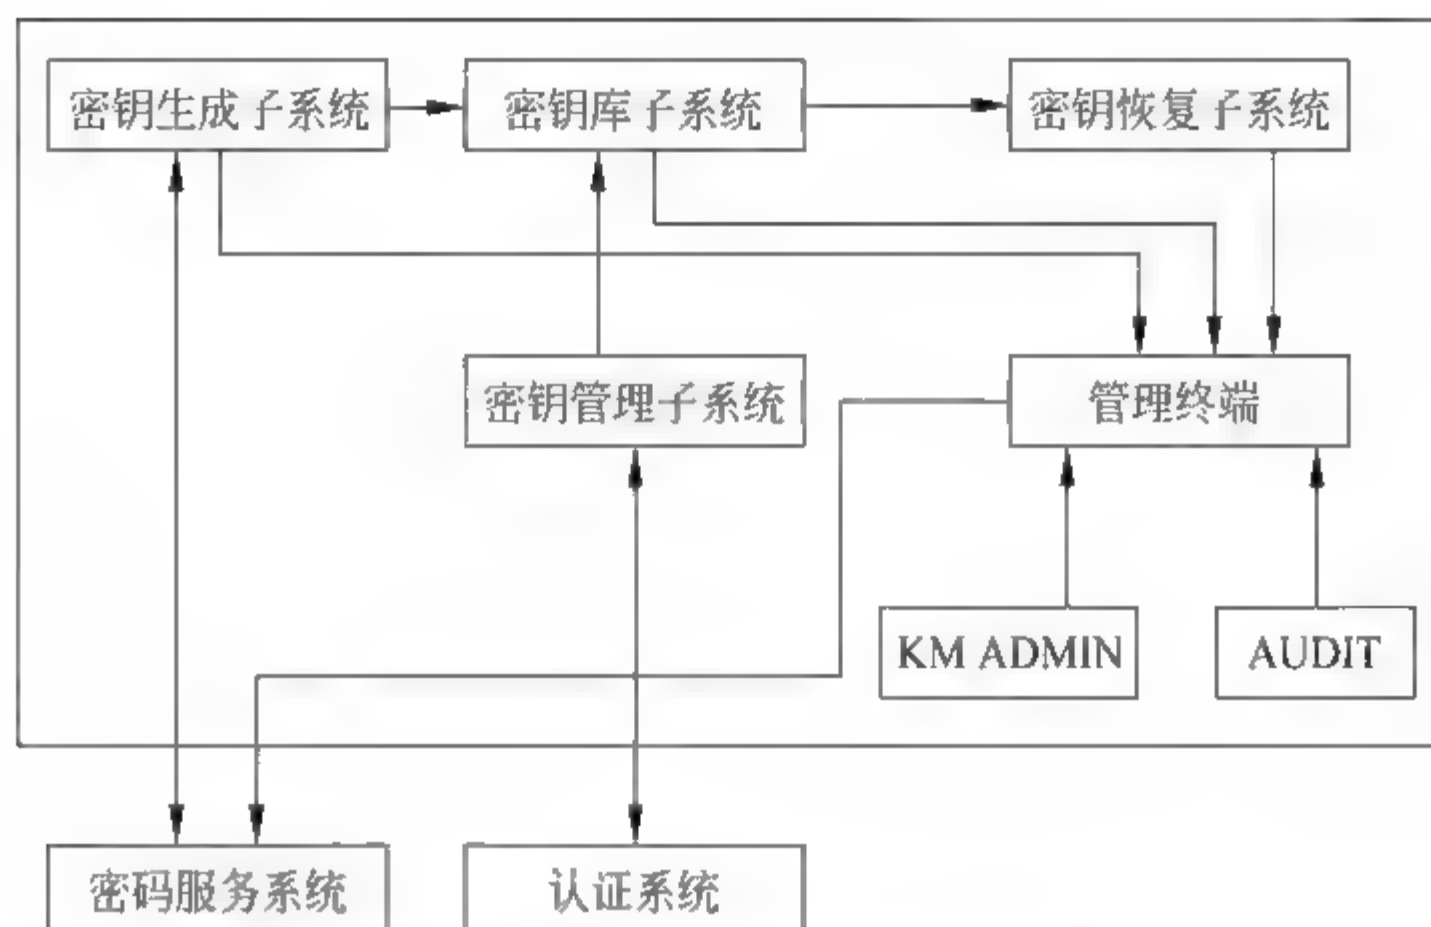 密钥生成子系统
密钥库子系统
密钥恢复子系统
密钥管理子系统
管理终端
KM ADMIN
AUDIT
密码服务系统
认证系统